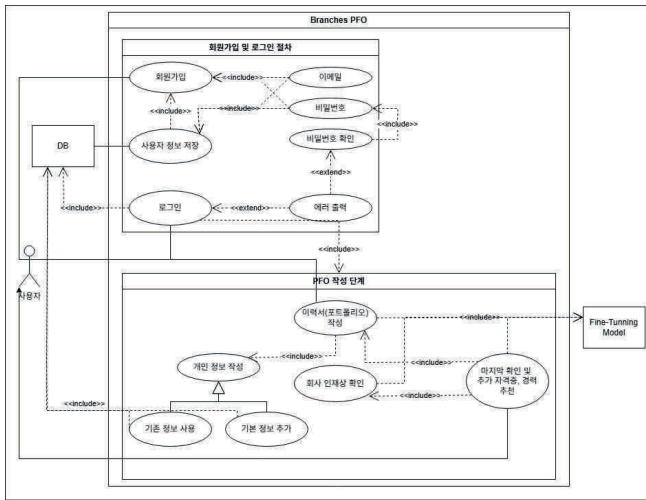 Branches PFO
회원가입 및 로그인 절차
회원가입
<<include>>
이메일
<<include>>
비밀번호
<<include>>
<<include>>
DB
사용자 정보 저장
비밀번호 확인
<<extend>>
<<include>>
로그인
<<extend>>
에러 출력
<<include>>
사용자
PFO 작성 단계
이력서(포트폴리오)
작성
<<include>>
Fine-Tunning
Model
<<include>>
<<include>>
개인 정보 작성
회사 인재상 확인
<<include>>
마지막 확인 및
추가 자격증, 경력
추천
<<include>>
기존 정보 사용
기본 정보 추가